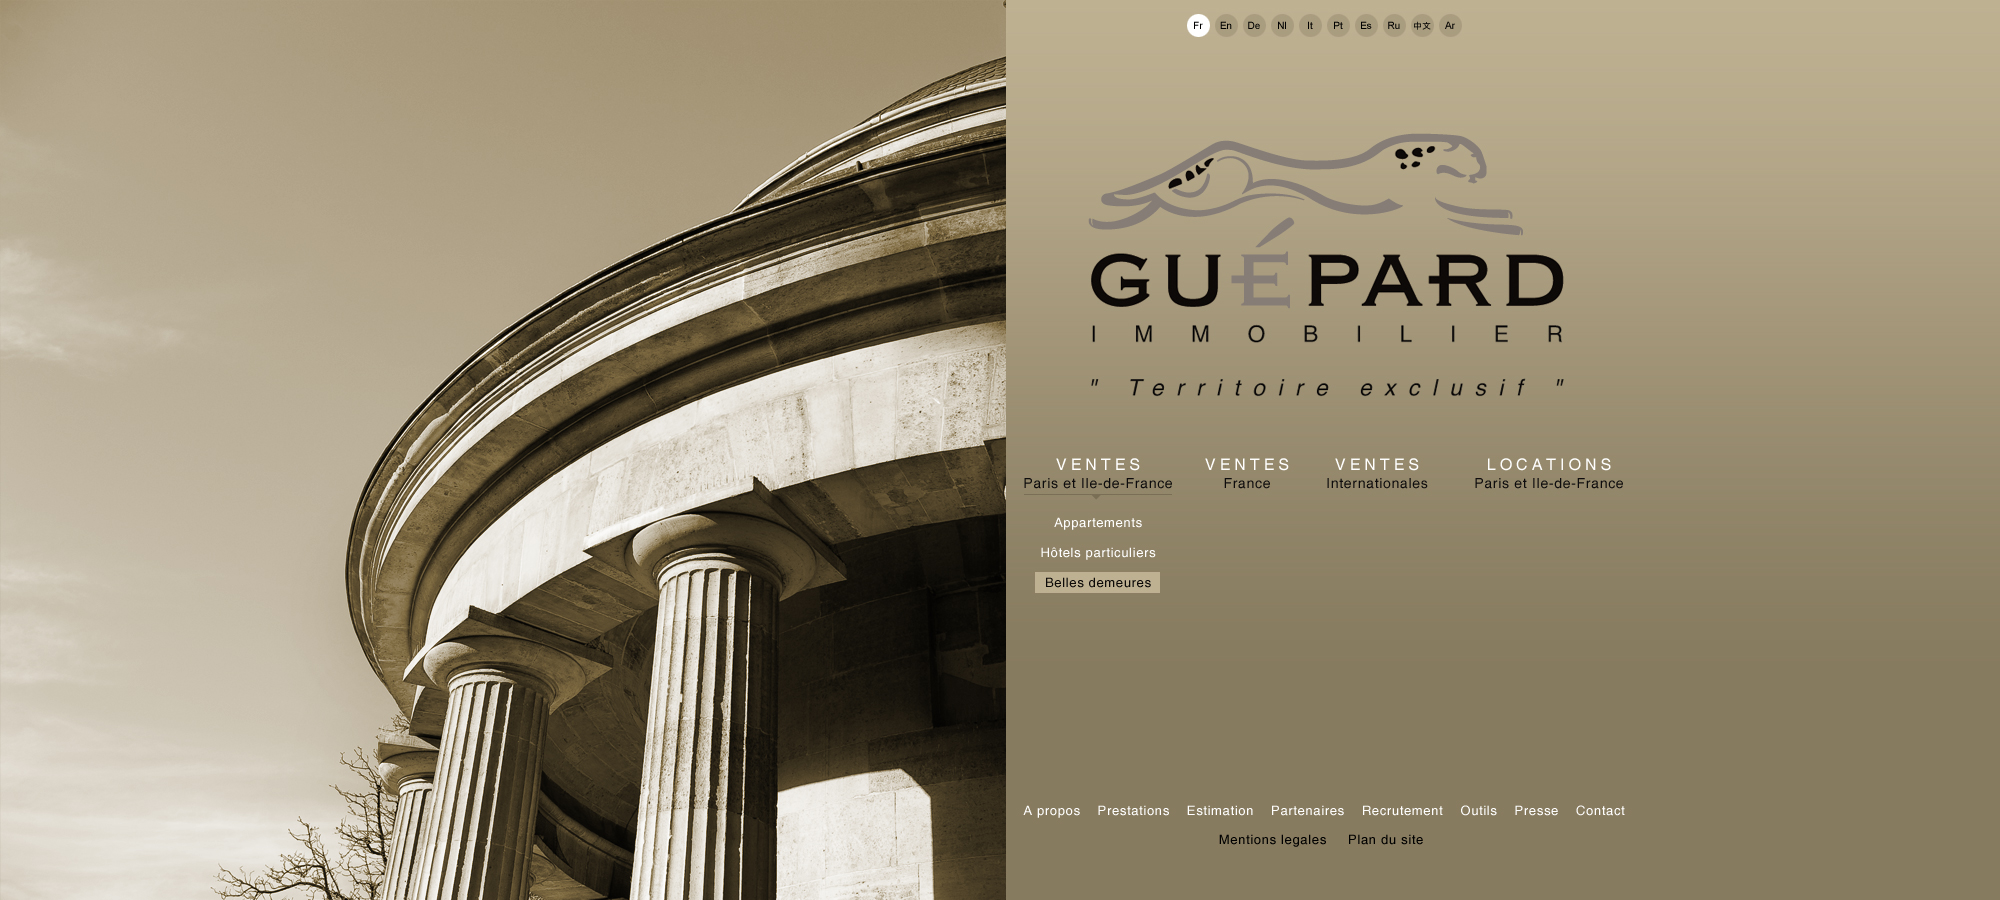 Fr En De Nl It Pt Es Ru 中文 Ar
GUÉPARD
IMMOBILIER
" Territoire exclusif "
VENTES VENTES VENTES LOCATIONS
Paris et Ile-de-France France Internationales Paris et Ile-de-France
Appartements
Hôtels particuliers
Belles demeures
A propos Prestations Estimation Partenaires Recrutement Outils Presse Contact
Mentions legales Plan du site